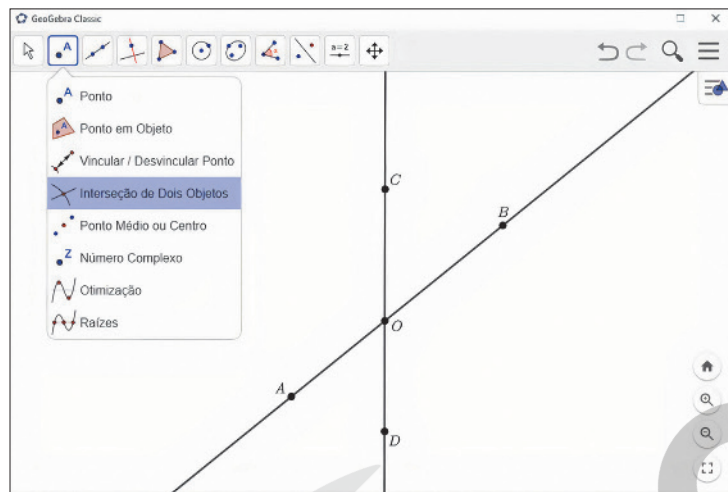 GeoGebra Classic
A
a=2
A Ponto
A Ponto em Objeto
Vincular / Desvincular Ponto
Interseção de Dois Objetos
Ponto Médio ou Centro
Z Número Complexo
Otimização
Raízes
C
B
O
A
D